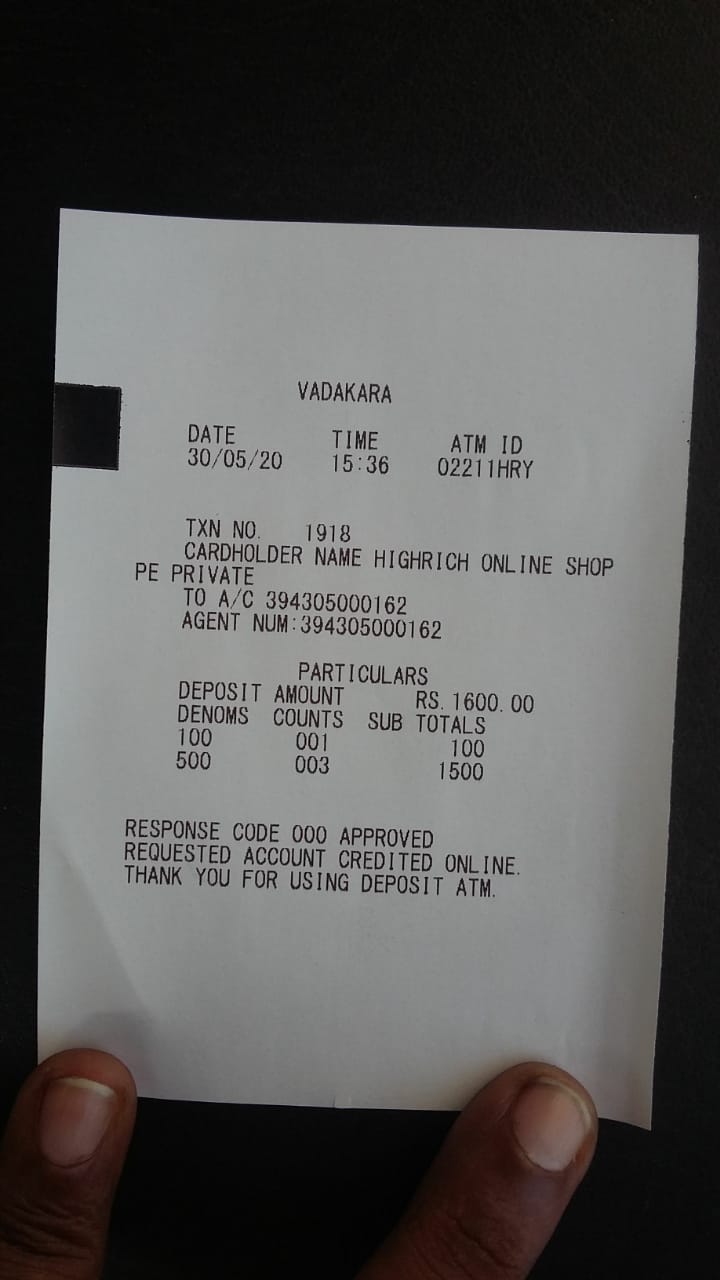 VADAKARA
DATE TIME ATM ID
30/05/20 15:36 02211HRY
TXN NO. 1918
CARDHOLDER NAME HIGHRICH ONLINE SHOP
PE PRIVATE
TO A/C 394305000162
AGENT NUM:394305000162
PARTICULARS
DEPOSIT AMOUNT RS.1600.00
DENOMS COUNTS SUB TOTALS
100 001 100
500 003 1500
RESPONSE CODE 000 APPROVED
REQUESTED ACCOUNT CREDITED ONLINE.
THANK YOU FOR USING DEPOSIT ATM.